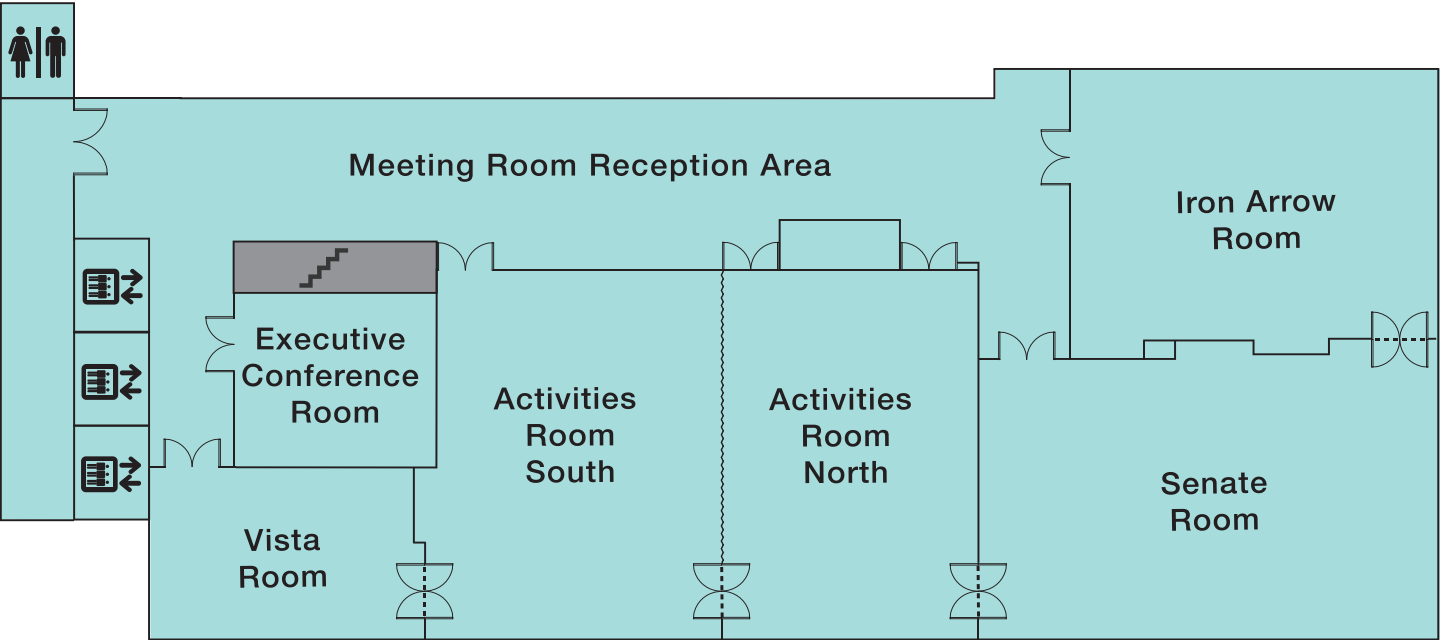 Meeting Room Reception Area
Iron Arrow
Room
Executive
Conference
Room
Activities
Room
South
Activities
Room
North
Senate
Room
Vista
Room